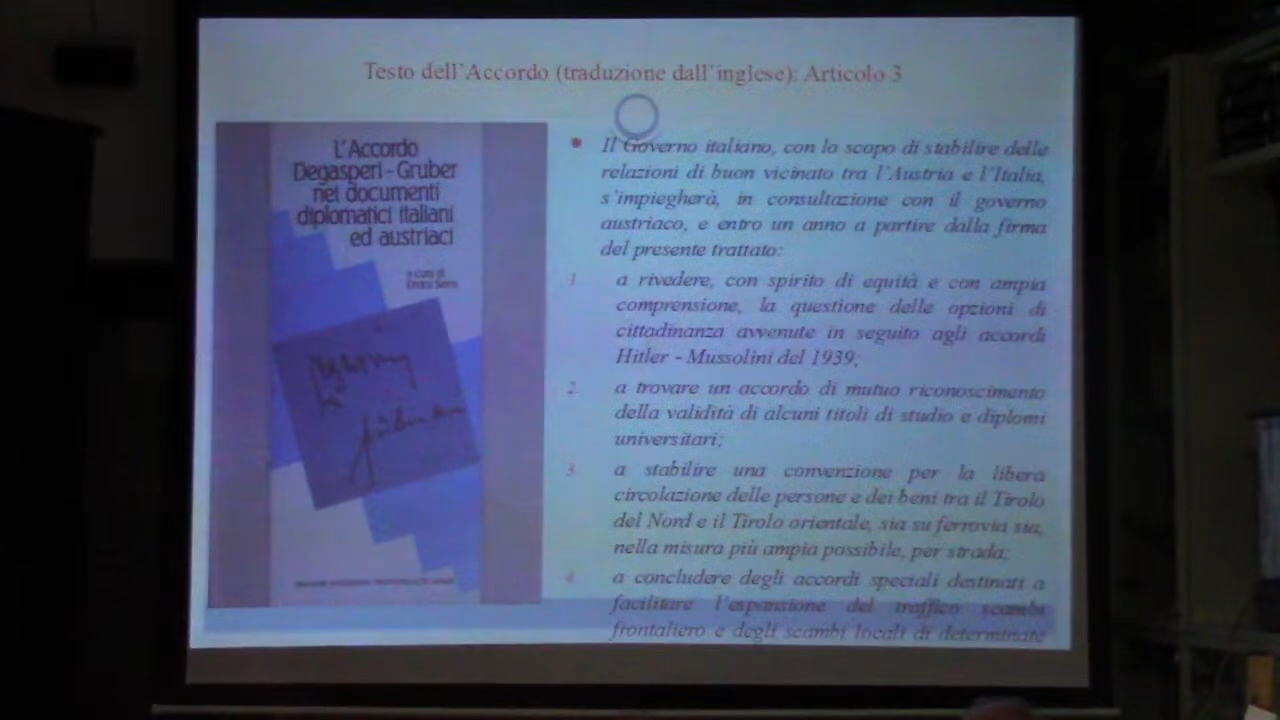 Testo dell'Accordo (traduzione dall'inglese): Articolo 3
L'Accordo
Degasperi - Gruber
nei documenti
diplomatici italiani
ed austriaci
a cura di
Enrico Serra
Il Governo italiano, con lo scopo di stabilire delle
relazioni di buon vicinato tra l'Austria e l'Italia,
s'impiegherà, in consultazione con il governo
austriaco, e entro un anno a partire dalla firma
del presente trattato:
1. a rivedere, con spirito di equità e con ampia
comprensione, la questione delle opzioni di
cittadinanza avvenute in seguito agli accordi
Hitler - Mussolini del 1939;
2. a trovare un accordo di mutuo riconoscimento
della validità di alcuni titoli di studio e diplomi
universitari;
3. a stabilire una convenzione per la libera
circolazione delle persone e dei beni tra il Tirolo
del Nord e il Tirolo orientale, sia su ferrovia sia,
nella misura più ampia possibile, per strada;
4. a concludere degli accordi speciali destinati a
facilitare l'espansione del traffico scambi
frontaliero e degli scambi locali di determinate